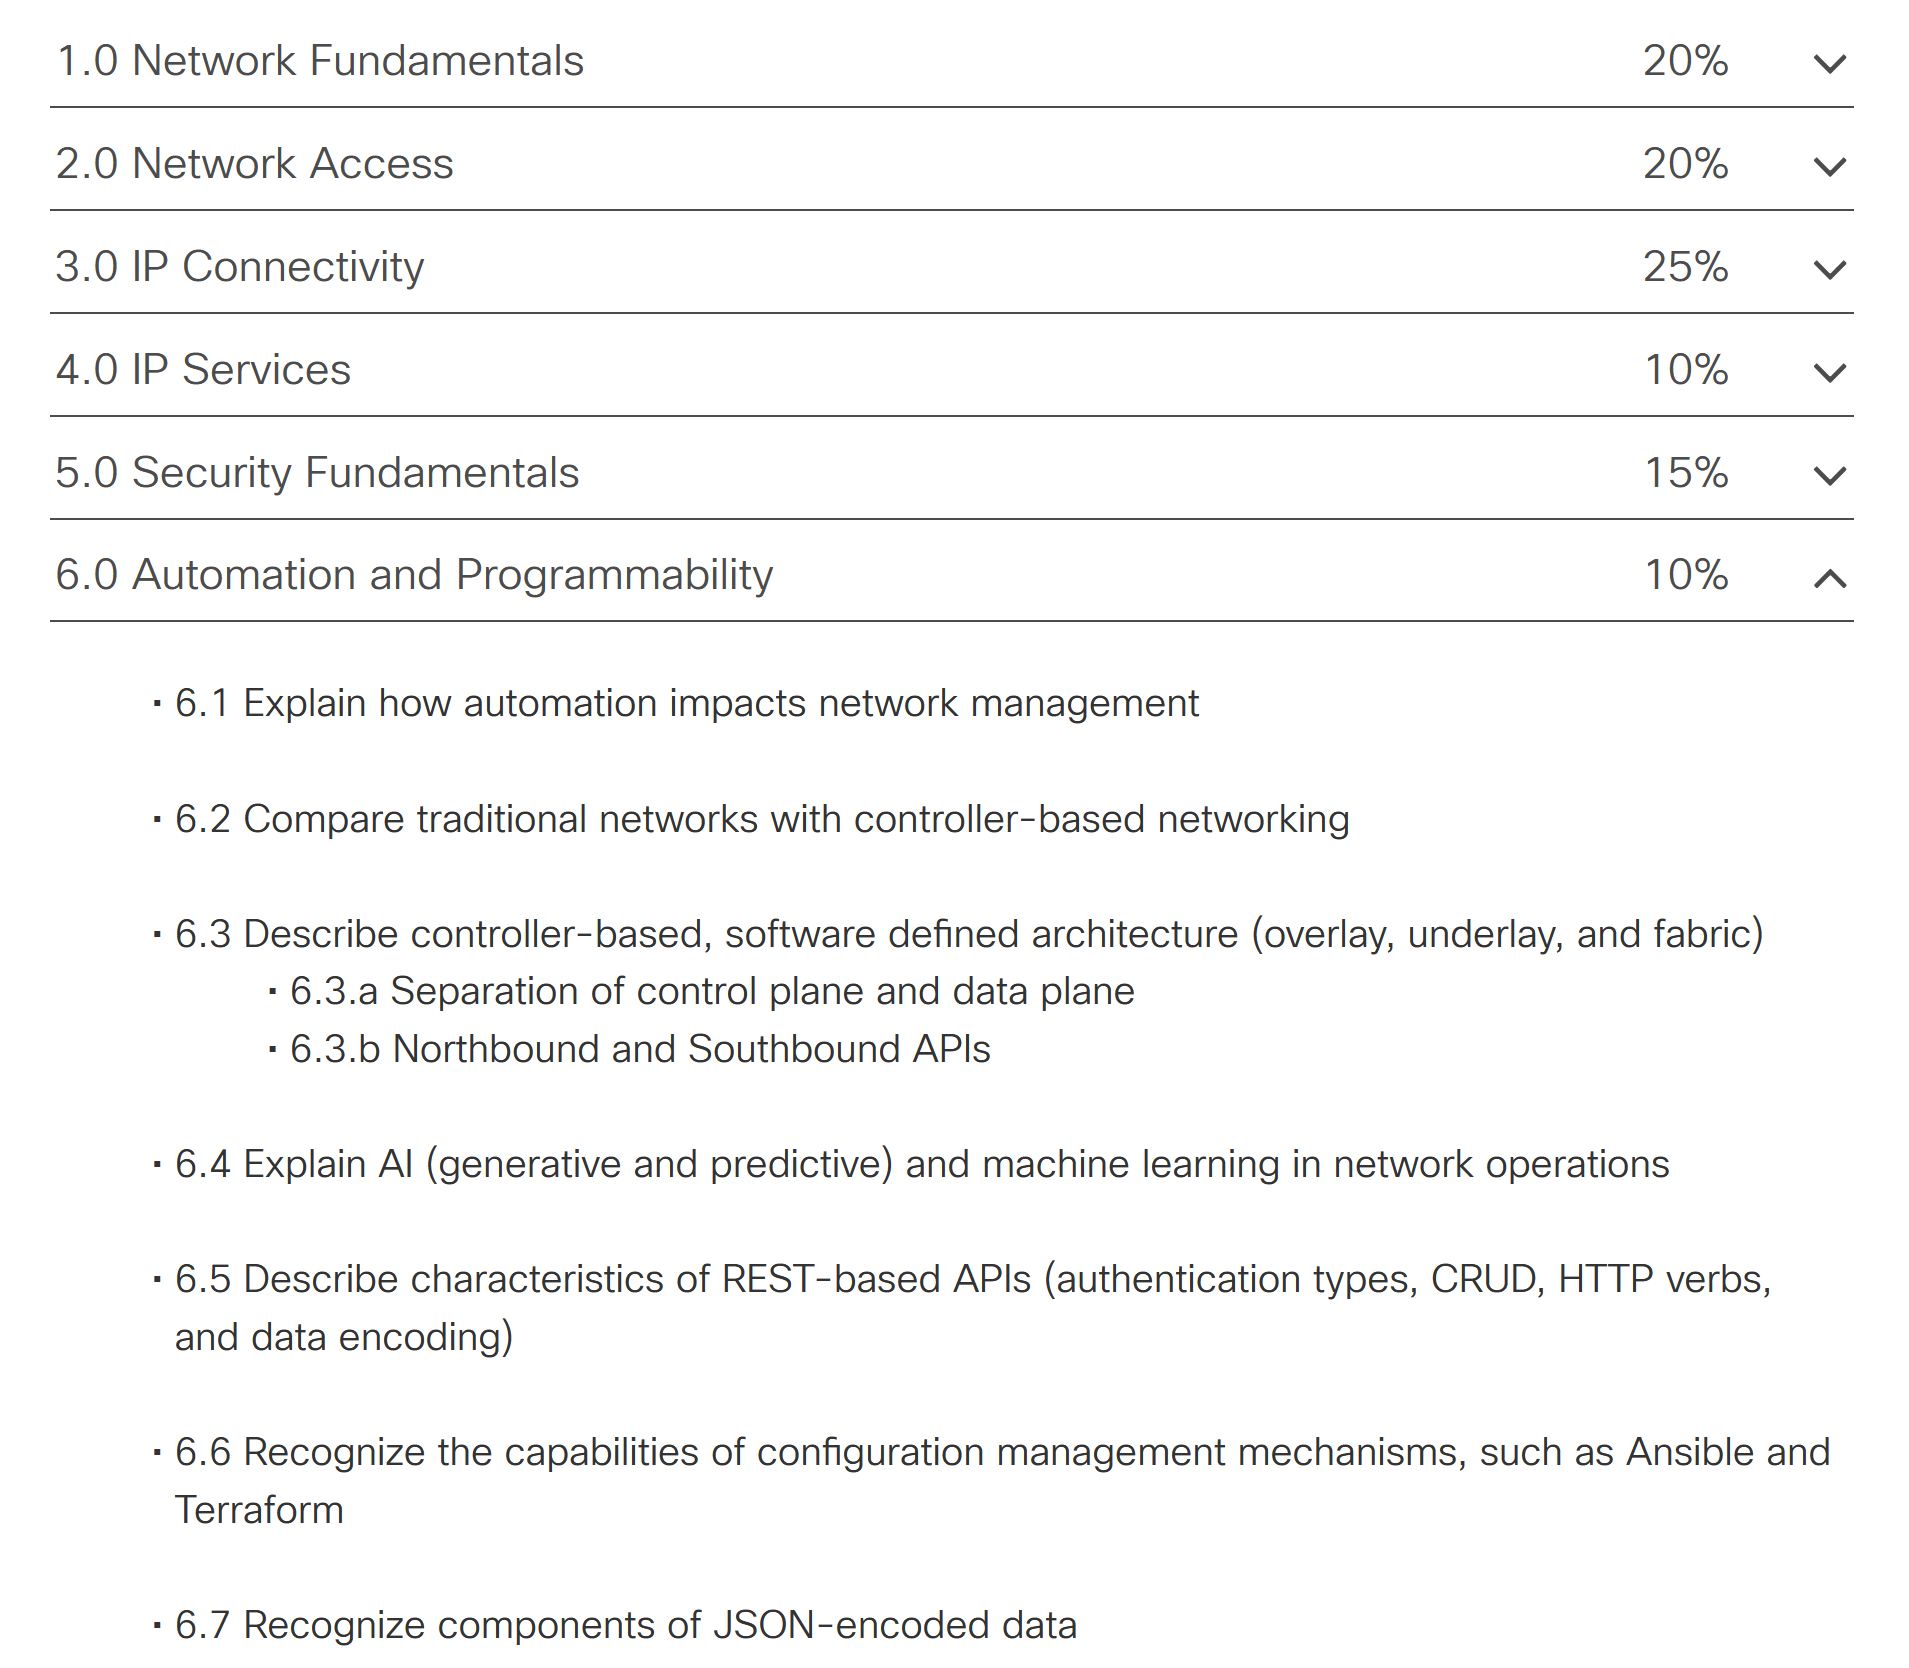 1.0 Network Fundamentals 20%
2.0 Network Access 20%
3.0 IP Connectivity 25%
4.0 IP Services 10%
5.0 Security Fundamentals 15%
6.0 Automation and Programmability 10%
· 6.1 Explain how automation impacts network management
· 6.2 Compare traditional networks with controller-based networking
· 6.3 Describe controller-based, software defined architecture (overlay, underlay, and fabric)
· 6.3.a Separation of control plane and data plane
· 6.3.b Northbound and Southbound APIs
· 6.4 Explain AI (generative and predictive) and machine learning in network operations
· 6.5 Describe characteristics of REST-based APIs (authentication types, CRUD, HTTP verbs,
and data encoding)
· 6.6 Recognize the capabilities of configuration management mechanisms, such as Ansible and
Terraform
· 6.7 Recognize components of JSON-encoded data